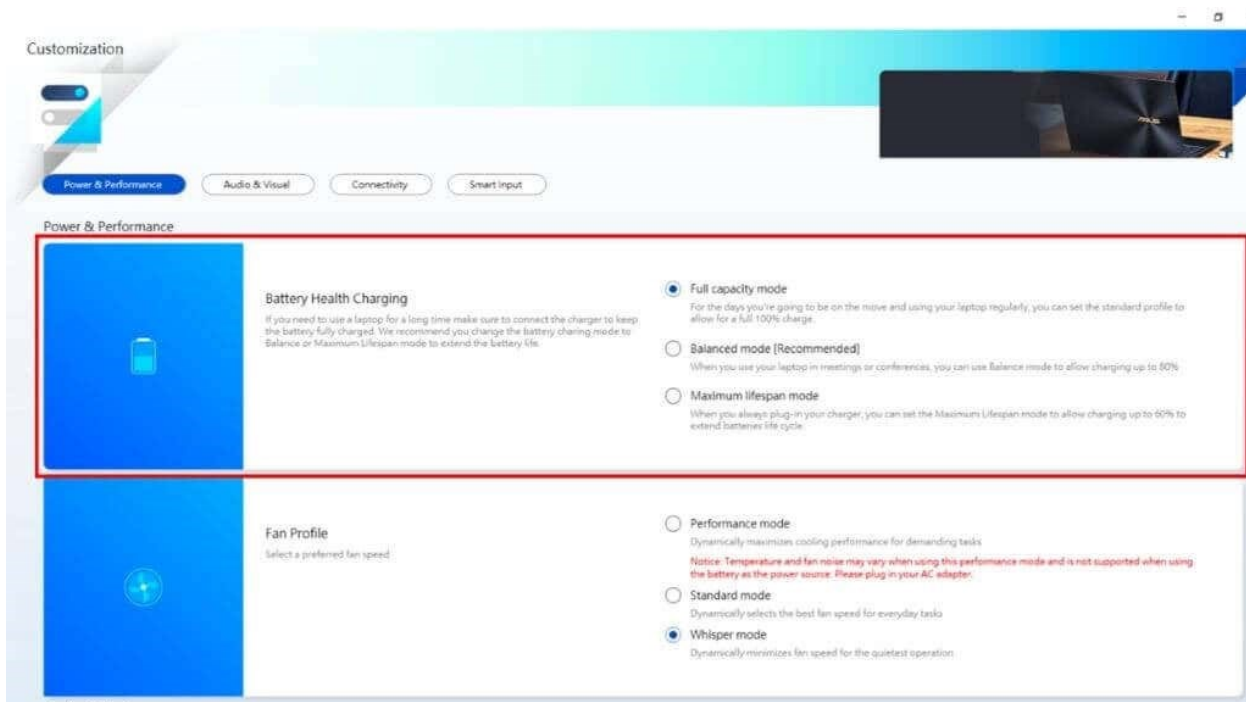 Customization
ASUS
Power & Performance
Audio & Visual
Connectivity
Smart Input
Power & Performance
Battery Health Charging
If you need to use a laptop for a long time make sure to connect the charger to keep
the battery fully charged. We recommend you change the battery charing mode to
Balance or Maximum Lifespan mode to extend the battery life.
Full capacity mode
For the days you're going to be on the move and using your laptop regularly, you can set the standard profile to
allow for a full 100% charge.
Balanced mode [Recommended]
When you use your laptop in meetings or conferences, you can use Balance mode to allow charging up to 80%
Maximum lifespan mode
When you always plug-in your charger, you can set the Maximum Lifespan mode to allow charging up to 60% to
extend batteries life cycle.
Fan Profile
Select a preferred fan speed
Performance mode
Dynamically maximizes cooling performance for demanding tasks
Notice: Temperature and fan noise may vary when using this performance mode and is not supported when using
the battery as the power source. Please plug in your AC adapter.
Standard mode
Dynamically selects the best fan speed for everyday tasks
Whisper mode
Dynamically minimizes fan speed for the quietest operation